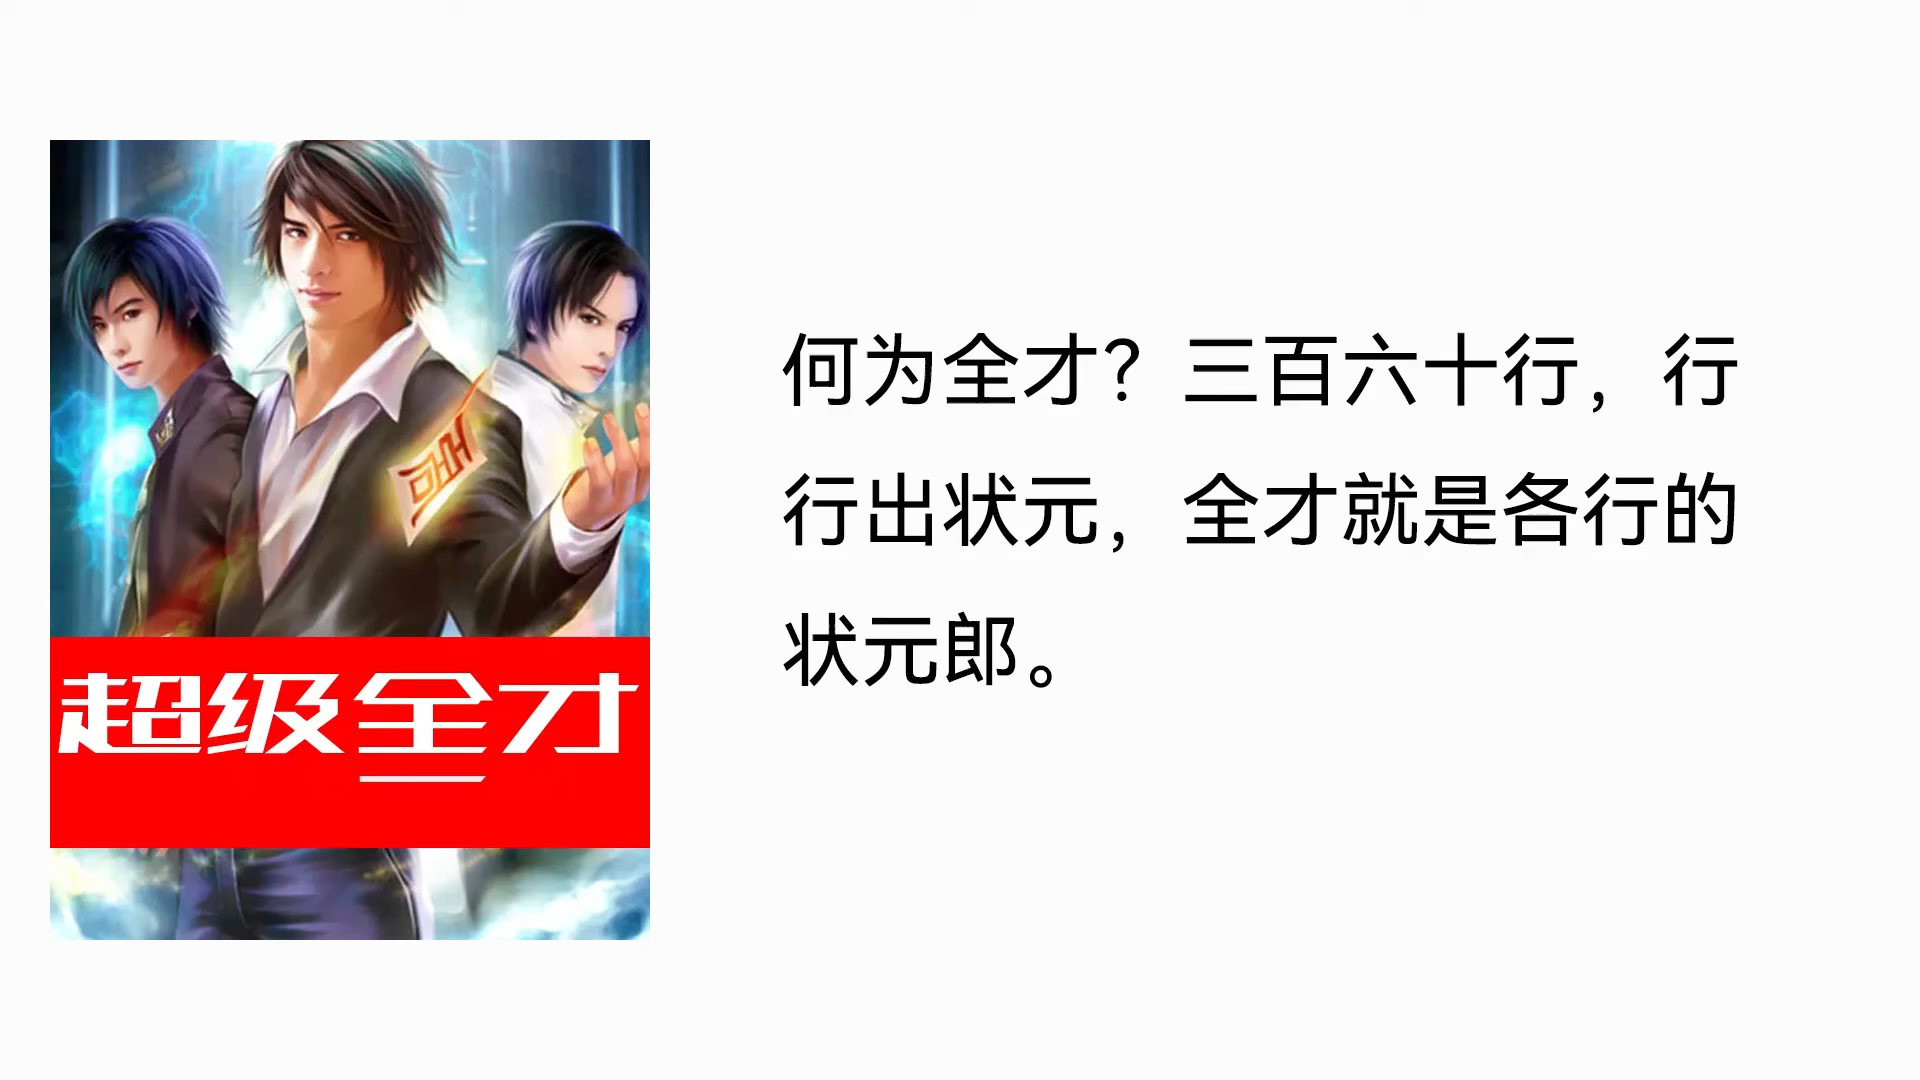 超级全才
何为全才？三百六十行，行
行出状元，全才就是各行的
状元郎。